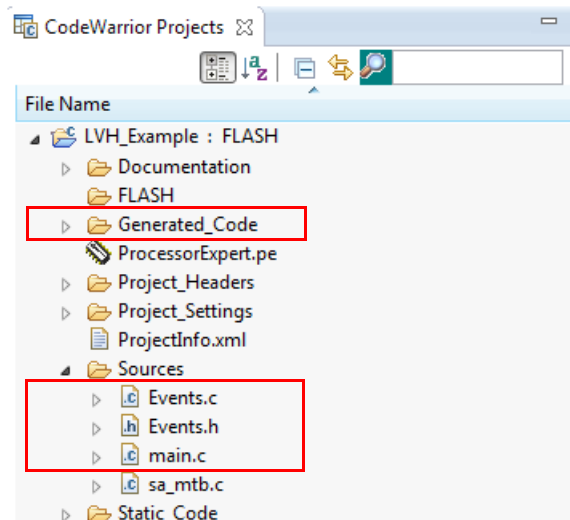 CodeWarrior Projects
File Name
LVH_Example : FLASH
Documentation
FLASH
Generated_Code
ProcessorExpert.pe
Project_Headers
Project_Settings
ProjectInfo.xml
Sources
Events.c
Events.h
main.c
sa_mtb.c
Static_Code